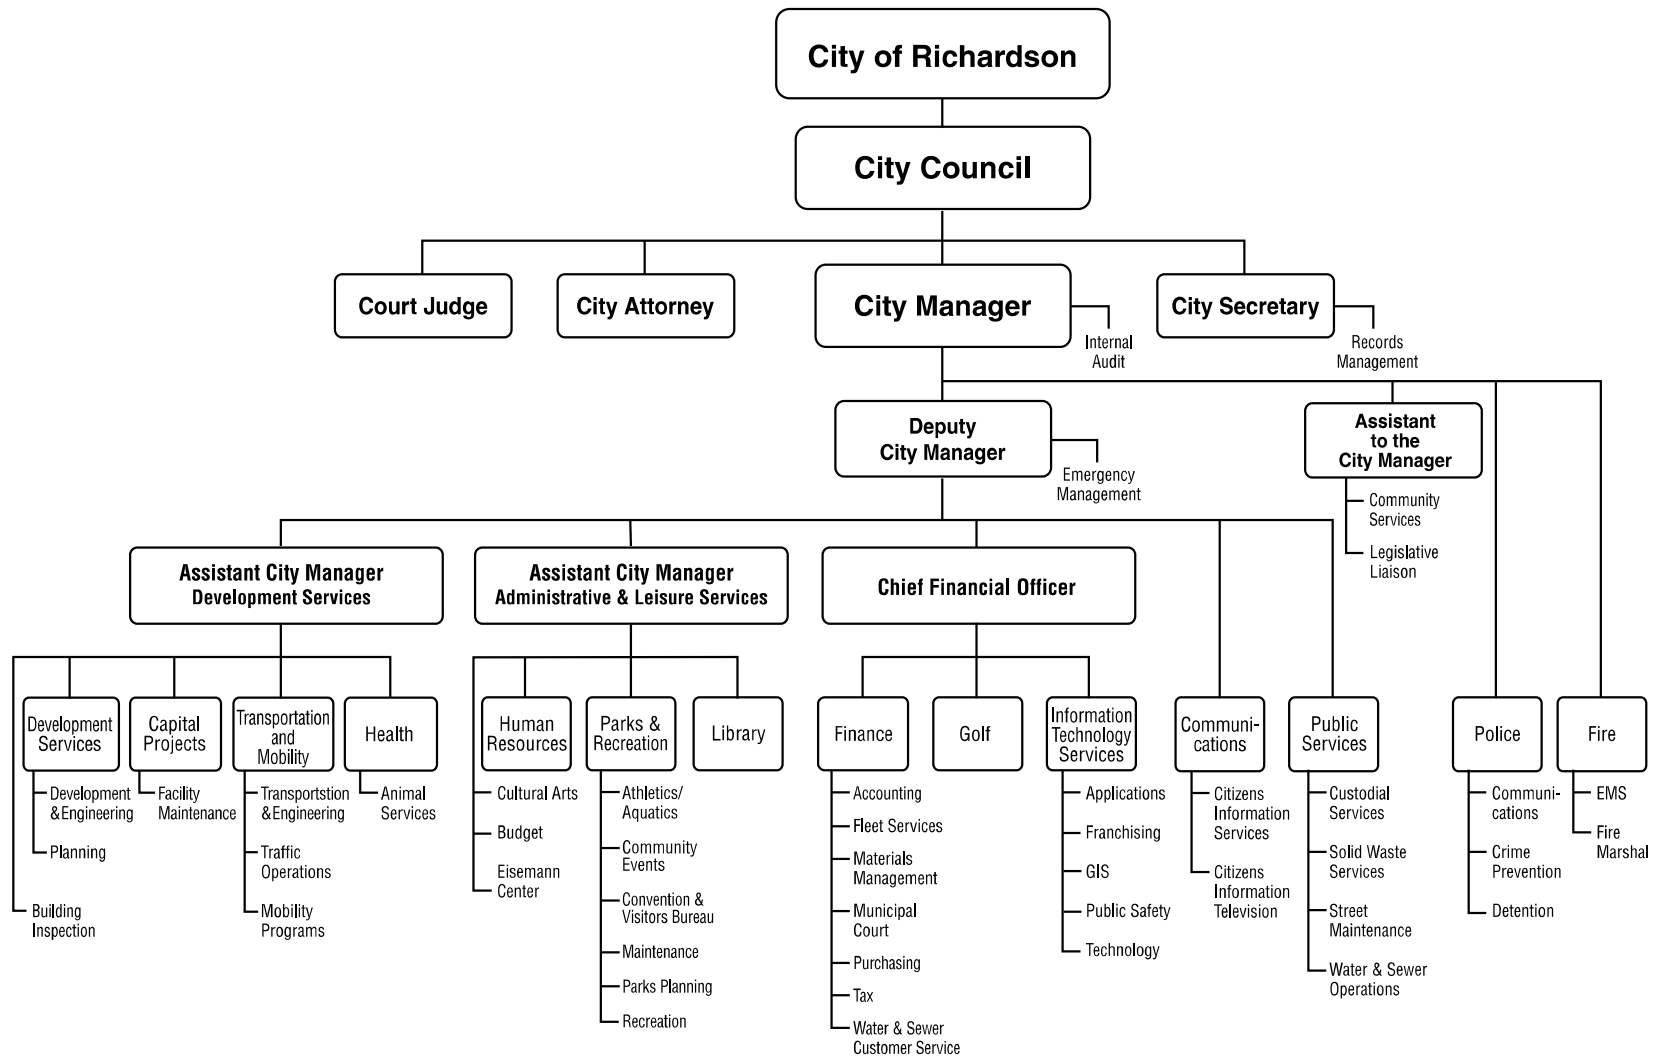 City of Richardson
City Council
Court Judge
City Attorney
City Manager
City Secretary
Internal
Audit
Records
Management
Deputy
City Manager
Emergency
Management
Assistant
to the
City Manager
Community
Services
Legislative
Liaison
Assistant City Manager
Development Services
Assistant City Manager
Administrative & Leisure Services
Chief Financial Officer
Development
Services
Capital
Projects
Transportation
and
Mobility
Health
Human
Resources
Parks &
Recreation
Library
Finance
Golf
Information
Technology
Services
Communi-
cations
Public
Services
Police
Fire
Development
& Engineering
Planning
Building
Inspection
Facility
Maintenance
Transportstion
& Engineering
Traffic
Operations
Mobility
Programs
Animal
Services
Cultural Arts
Budget
Eisemann
Center
Athletics/
Aquatics
Community
Events
Convention &
Visitors Bureau
Maintenance
Parks Planning
Recreation
Accounting
Fleet Services
Materials
Management
Municipal
Court
Purchasing
Tax
Water & Sewer
Customer Service
Applications
Franchising
GIS
Public Safety
Technology
Citizens
Information
Services
Citizens
Information
Television
Custodial
Services
Solid Waste
Services
Street
Maintenance
Water & Sewer
Operations
Communi-
cations
Crime
Prevention
Detention
EMS
Fire
Marshal